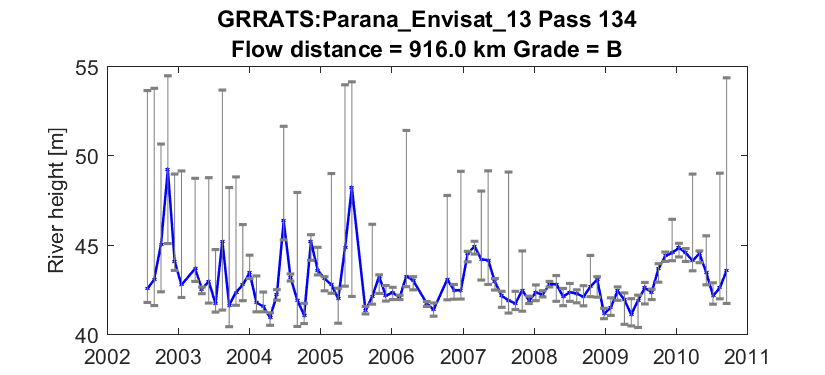 GRRATS:Parana_Envisat_13 Pass 134
Flow distance = 916.0 km Grade = B
River height [m]
55
50
45
40
2002 2003 2004 2005 2006 2007 2008 2009 2010 2011